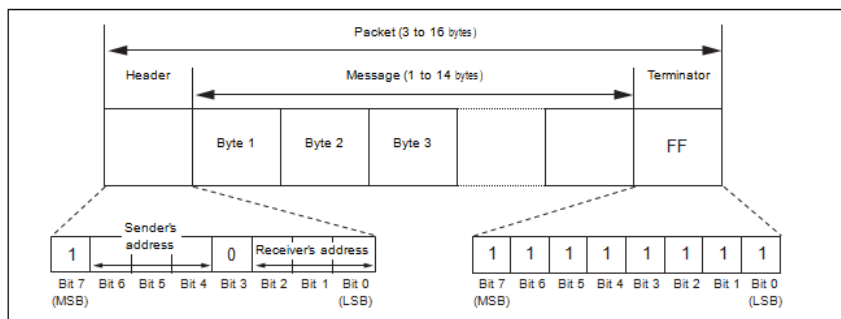 Packet (3 to 16 bytes)
Header Message (1 to 14 bytes) Terminator
Byte 1 Byte 2 Byte 3 FF
Sender's
address
1 0 Receiver's address 1 1 1 1 1 1 1 1
Bit 7 Bit 6 Bit 5 Bit 4 Bit 3 Bit 2 Bit 1 Bit 0 Bit 7 Bit 6 Bit 5 Bit 4 Bit 3 Bit 2 Bit 1 Bit 0
(MSB) (LSB) (MSB) (LSB)